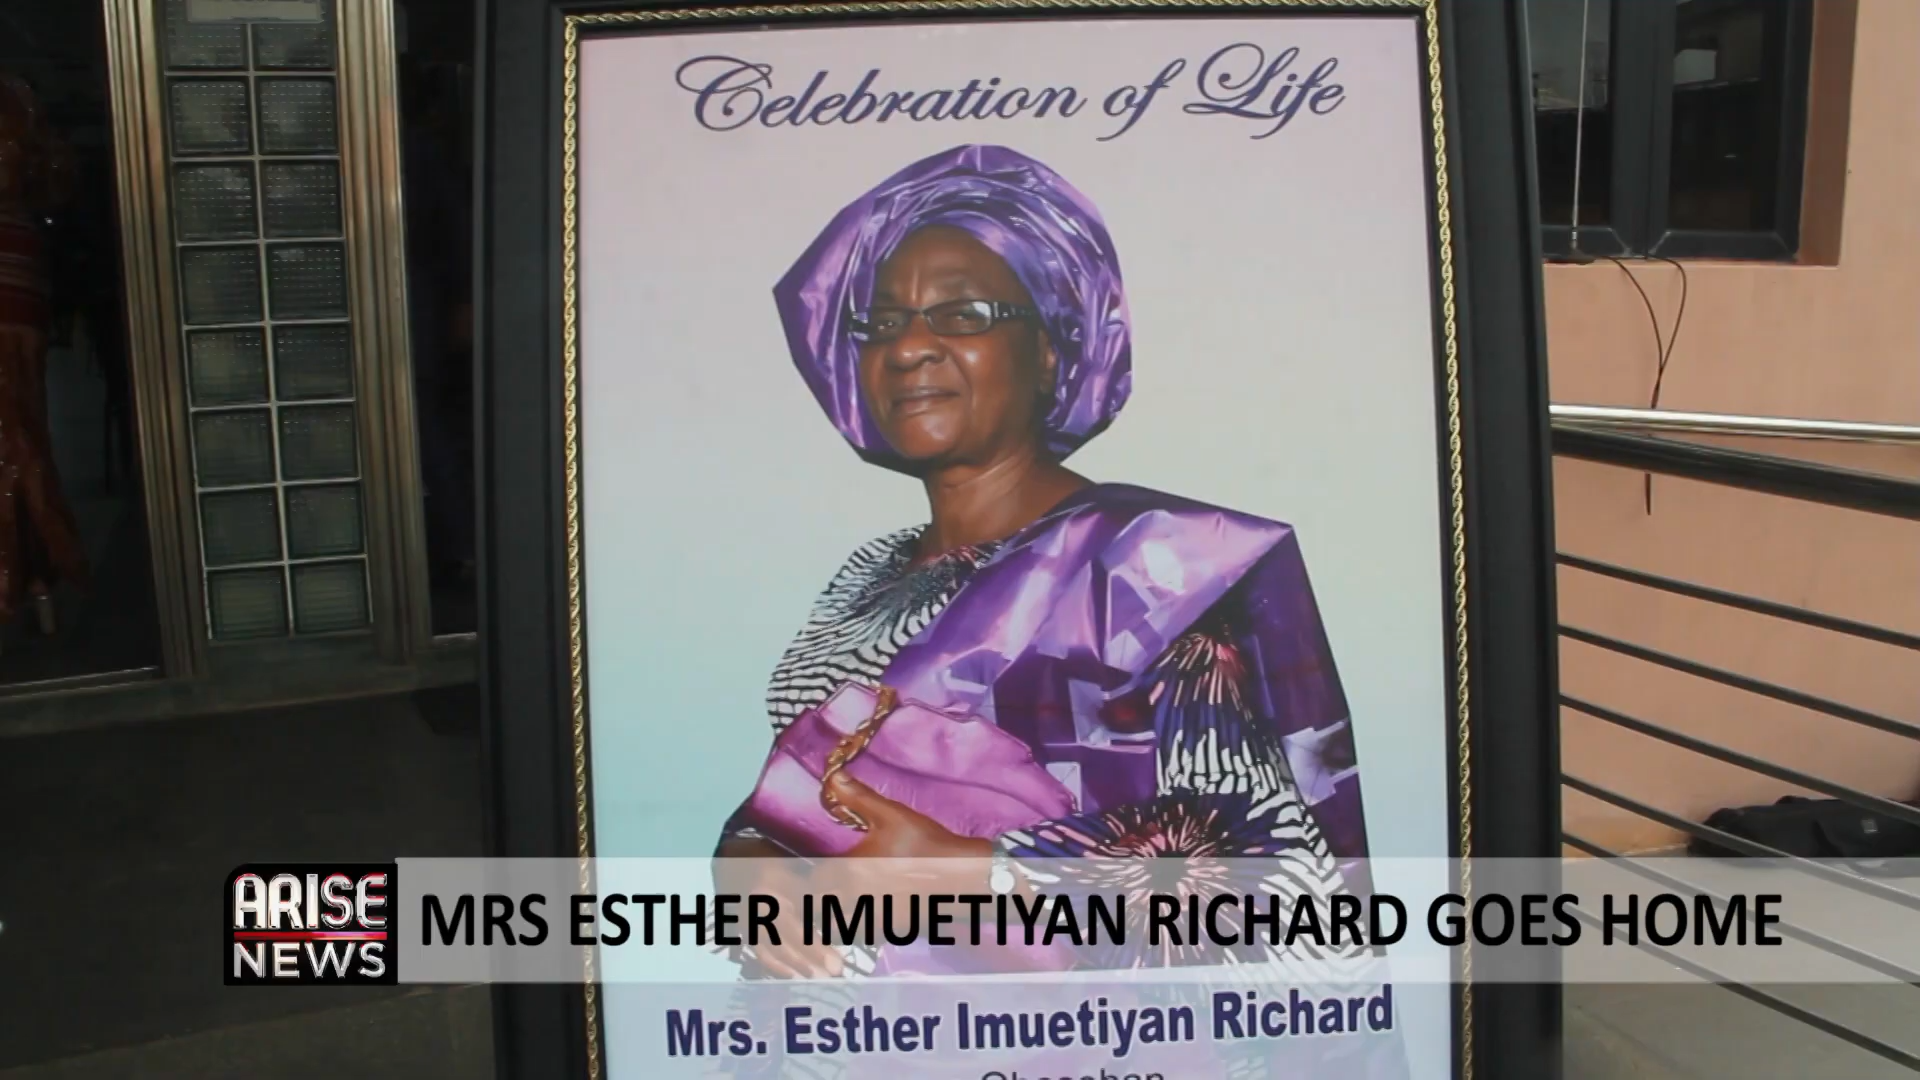 Celebration of Life
ARISE
NEWS
MRS ESTHER IMUETIYAN RICHARD GOES HOME
Mrs. Esther Imuetiyan Richard